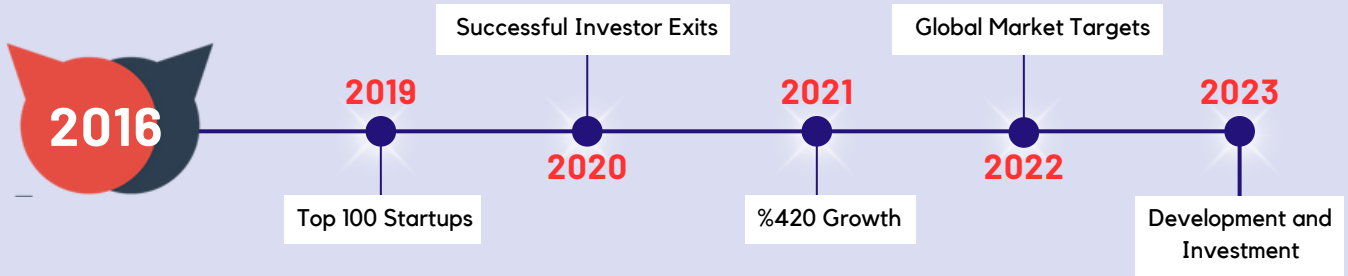 2016
2019
Top 100 Startups
Successful Investor Exits
2020
2021
%420 Growth
Global Market Targets
2022
2023
Development and
Investment